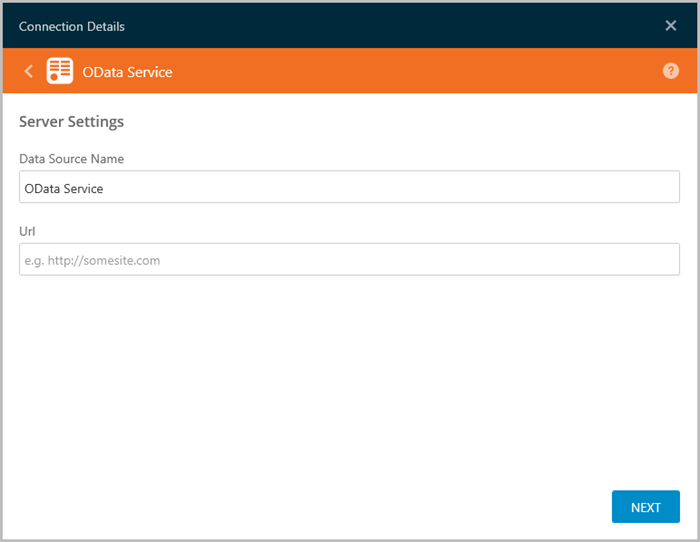 Connection Details
OData Service
?
Server Settings
Data Source Name
OData Service
Url
e.g. http://somesite.com
NEXT